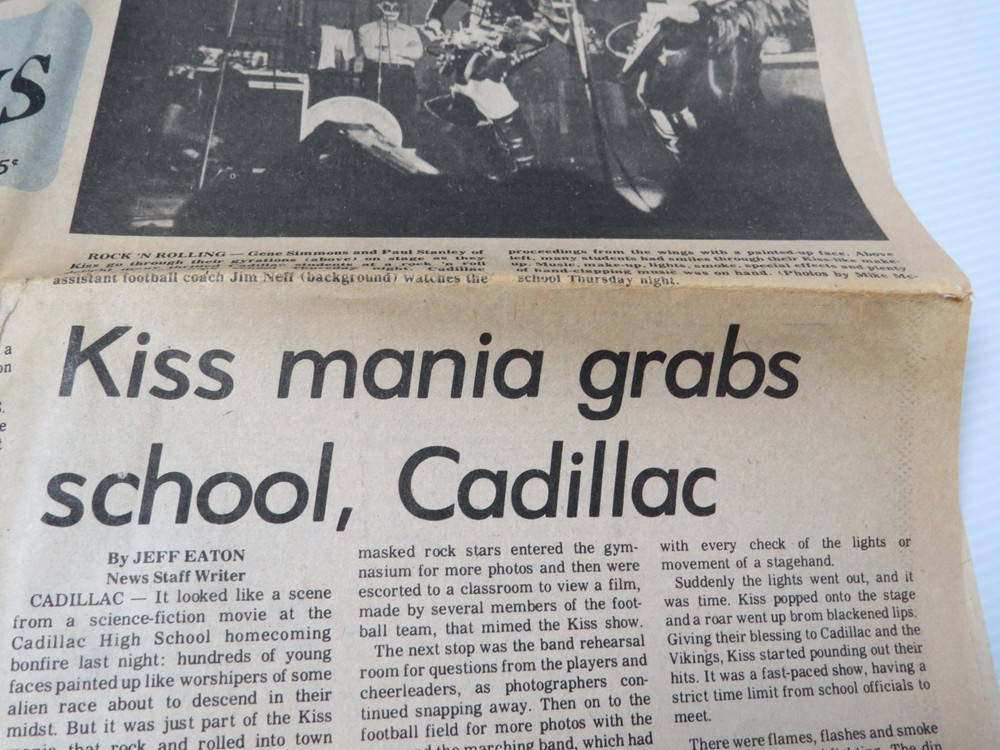 5¢
ROCK 'N ROLLING — Gene Simmons and Paul Stanley of
Kiss go through their gyrations (above) on stage as they
Cadillac
assistant football coach Jim Neff (background) watches the
proceedings from the wings with a painted-up face. Above
left, many students had smiles through their Kiss-like make-
up. Music, make-up, lights, smoke, special effects and plenty
of hand-clapping music was on hand. (Photos by Mike Mc-
school Thursday night.
Kiss mania grabs
school, Cadillac
By JEFF EATON
News Staff Writer
CADILLAC — It looked like a scene
from a science-fiction movie at the
Cadillac High School homecoming
bonfire last night: hundreds of young
faces painted up like worshipers of some
alien race about to descend in their
midst. But it was just part of the Kiss
that rock and rolled into town
masked rock stars entered the gym-
nasium for more photos and then were
escorted to a classroom to view a film,
made by several members of the foot-
ball team, that mimed the Kiss show.
The next stop was the band rehearsal
room for questions from the players and
cheerleaders, as photographers con-
tinued snapping away. Then on to the
football field for more photos with the
the marching band, which had
with every check of the lights or
movement of a stagehand.
Suddenly the lights went out, and it
was time. Kiss popped onto the stage
and a roar went up brom blackened lips.
Giving their blessing to Cadillac and the
Vikings, Kiss started pounding out their
hits. It was a fast-paced show, having a
strict time limit from school officials to
meet.
There were flames, flashes and smoke